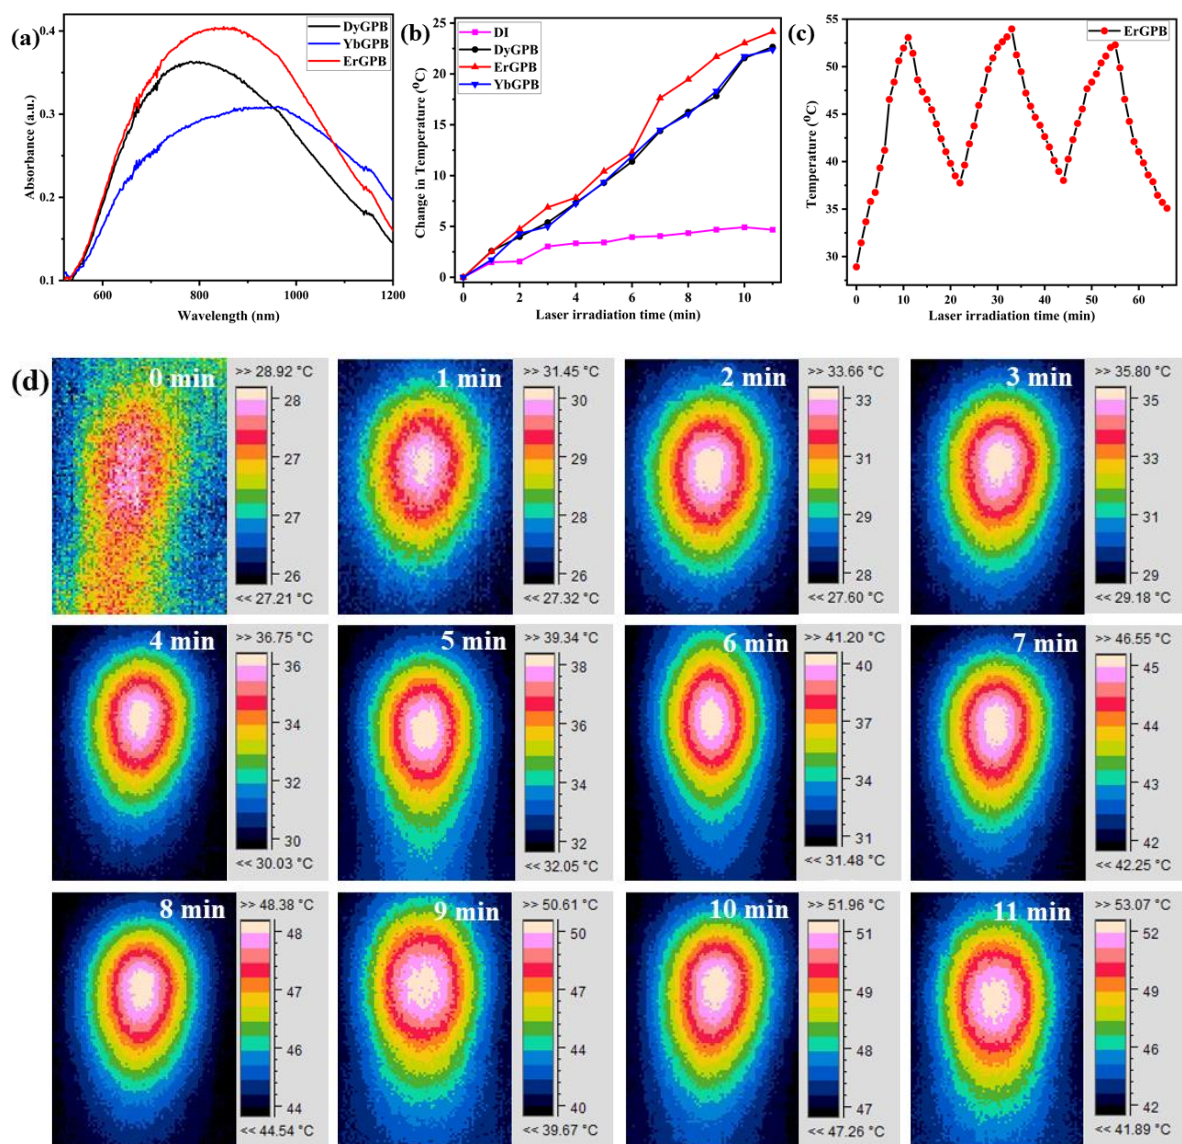 (a)
DyGPB
YbGPB
ErGPB
0.4
0.3
0.2
0.1
Absorbance (a.u.)
600 800 1000 1200
Wavelength (nm)
(b)
DI
DyGPB
ErGPB
YbGPB
25
20
15
10
5
0
Change in Temperature (⁰C)
0 2 4 6 8 10
Laser irradiation time (min)
(c)
ErGPB
55
50
45
40
35
30
Temperature (⁰C)
0 10 20 30 40 50 60
Laser irradiation time (min)
(d)
0 min
>> 28.92 °C
28
27
27
26
<< 27.21 °C
1 min
>> 31.45 °C
30
29
28
26
<< 27.32 °C
2 min
>> 33.66 °C
33
31
29
28
<< 27.60 °C
3 min
>> 35.80 °C
35
33
31
29
<< 29.18 °C
4 min
>> 36.75 °C
36
34
32
30
<< 30.03 °C
5 min
>> 39.34 °C
38
36
34
32
<< 32.05 °C
6 min
>> 41.20 °C
40
37
34
31
<< 31.48 °C
7 min
>> 46.55 °C
45
44
43
42
<< 42.25 °C
8 min
>> 48.38 °C
48
47
46
44
<< 44.54 °C
9 min
>> 50.61 °C
50
47
44
40
<< 39.67 °C
10 min
>> 51.96 °C
51
50
48
47
<< 47.26 °C
11 min
>> 53.07 °C
52
49
46
42
<< 41.89 °C